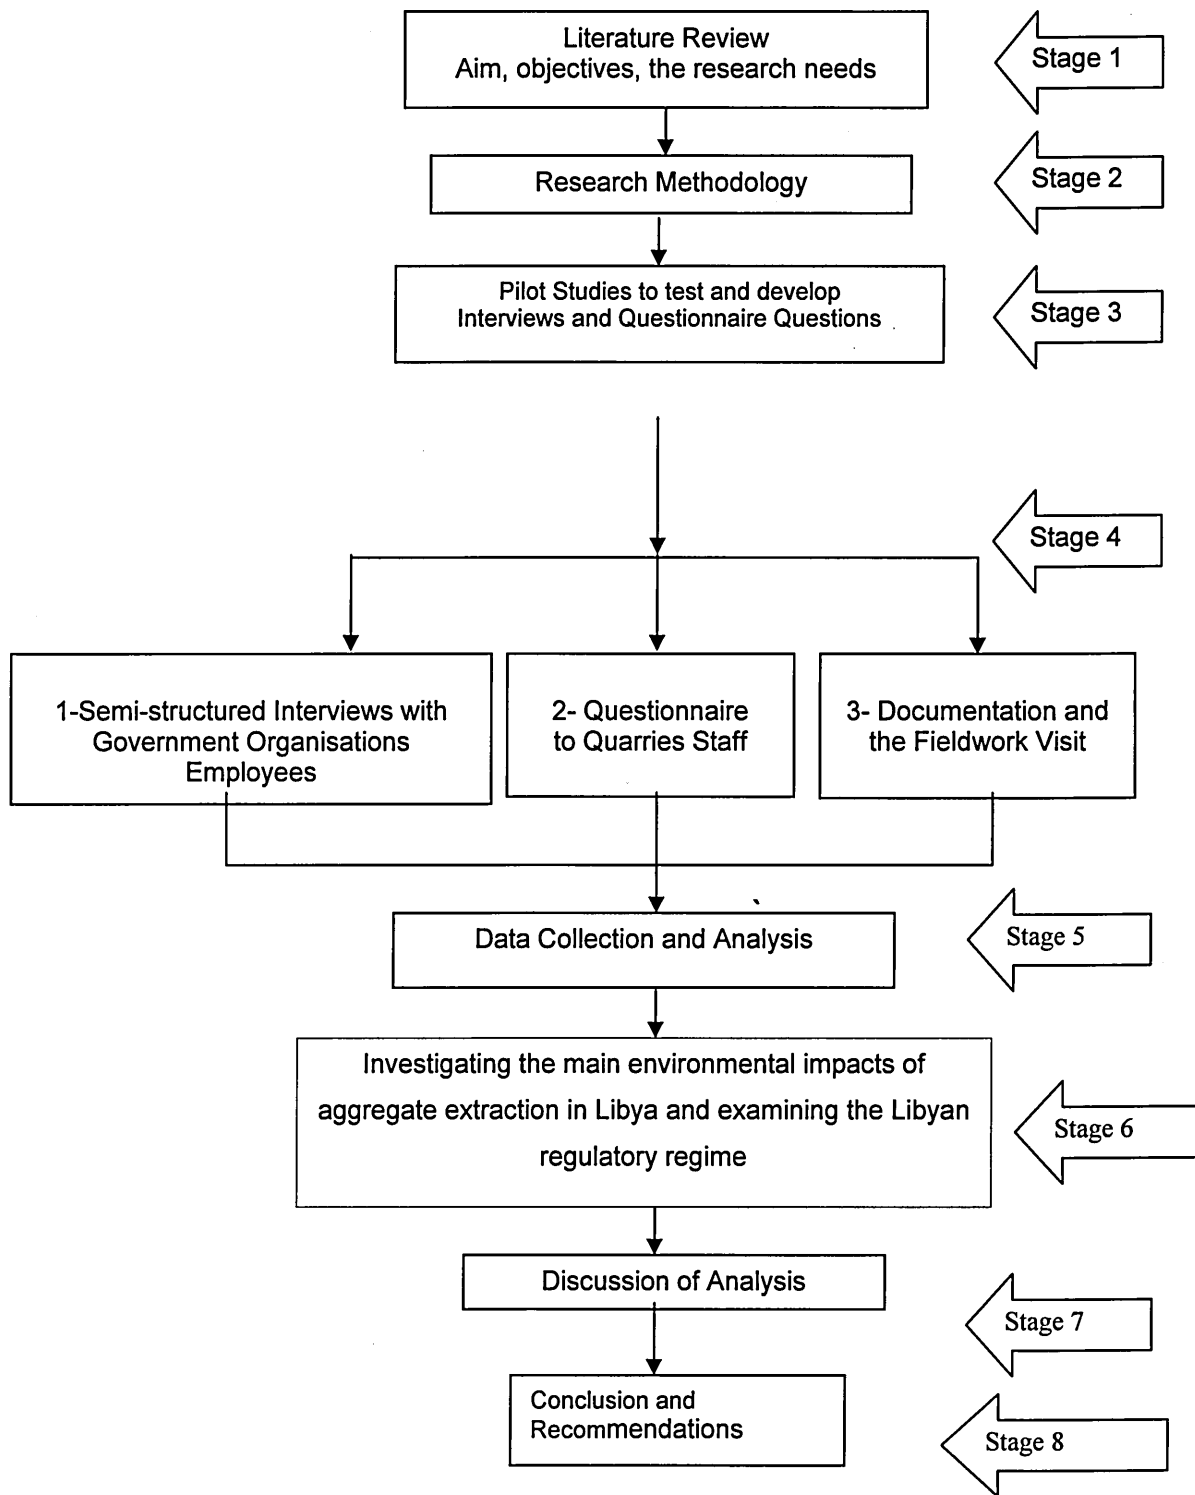 Literature Review
Aim, objectives, the research needs
Stage 1
Research Methodology
Stage 2
Pilot Studies to test and develop
Interviews and Questionnaire Questions
Stage 3
Stage 4
1-Semi-structured Interviews with
Government Organisations
Employees
2- Questionnaire
to Quarries Staff
3- Documentation and
the Fieldwork Visit
Data Collection and Analysis
Stage 5
Investigating the main environmental impacts of
aggregate extraction in Libya and examining the Libyan
regulatory regime
Stage 6
Discussion of Analysis
Stage 7
Conclusion and
Recommendations
Stage 8